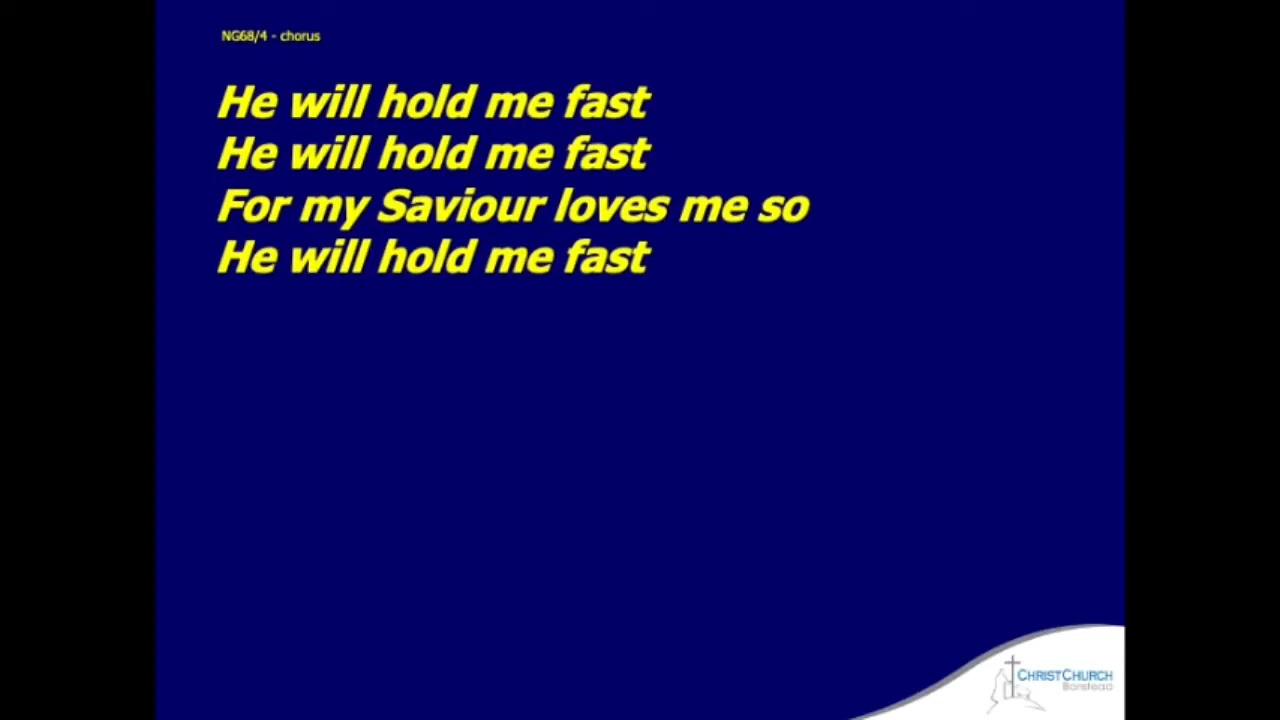 NG68/4 - chorus
He will hold me fast
He will hold me fast
For my Saviour loves me so
He will hold me fast
CHRISTCHURCH
Banstead